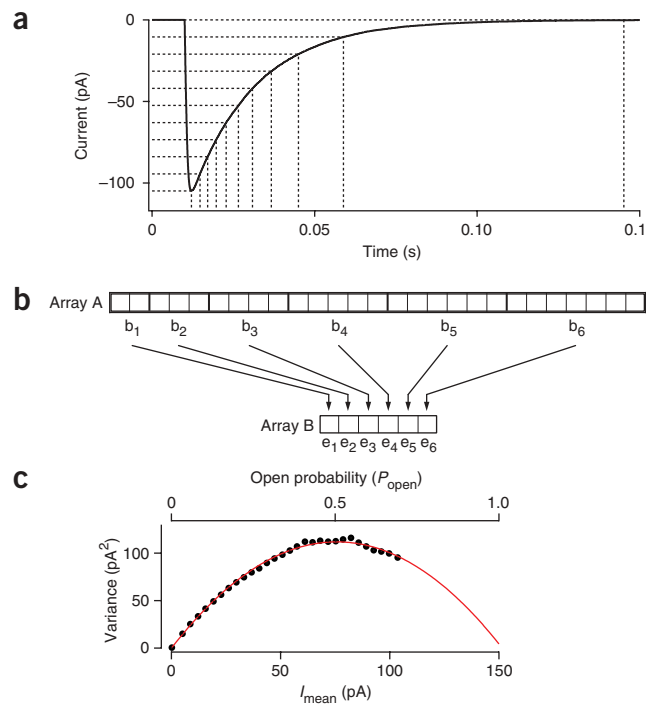 a
0
−50
−100
Current (pA)
0 0.05 0.10 0.1
Time (s)
b
Array A
b1 b2 b3 b4 b5 b6
Array B
e1 e2 e3 e4 e5 e6
c
Open probability (Popen)
0 0.5 1.0
100
50
0
Variance (pA²)
0 50 100 150
Imean (pA)